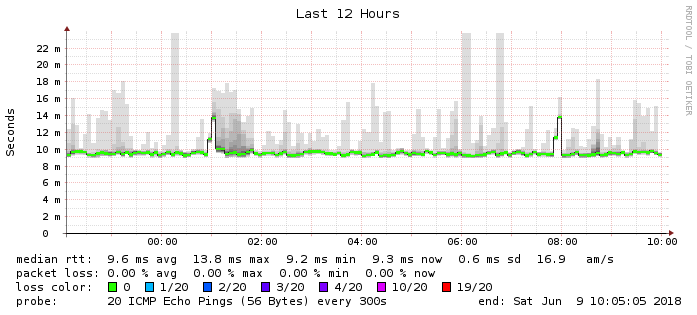 Last 12 Hours
RRDTOOL / TOBI OETIKER
Seconds
22 m
20 m
18 m
16 m
14 m
12 m
10 m
8 m
6 m
4 m
2 m
0
00:00 02:00 04:00 06:00 08:00 10:00
median rtt: 9.6 ms avg 13.8 ms max 9.2 ms min 9.3 ms now 0.6 ms sd 16.9 am/s
packet loss: 0.00 % avg 0.00 % max 0.00 % min 0.00 % now
loss color: 0 1/20 2/20 3/20 4/20 10/20 19/20
probe: 20 ICMP Echo Pings (56 Bytes) every 300s end: Sat Jun 9 10:05:05 2018